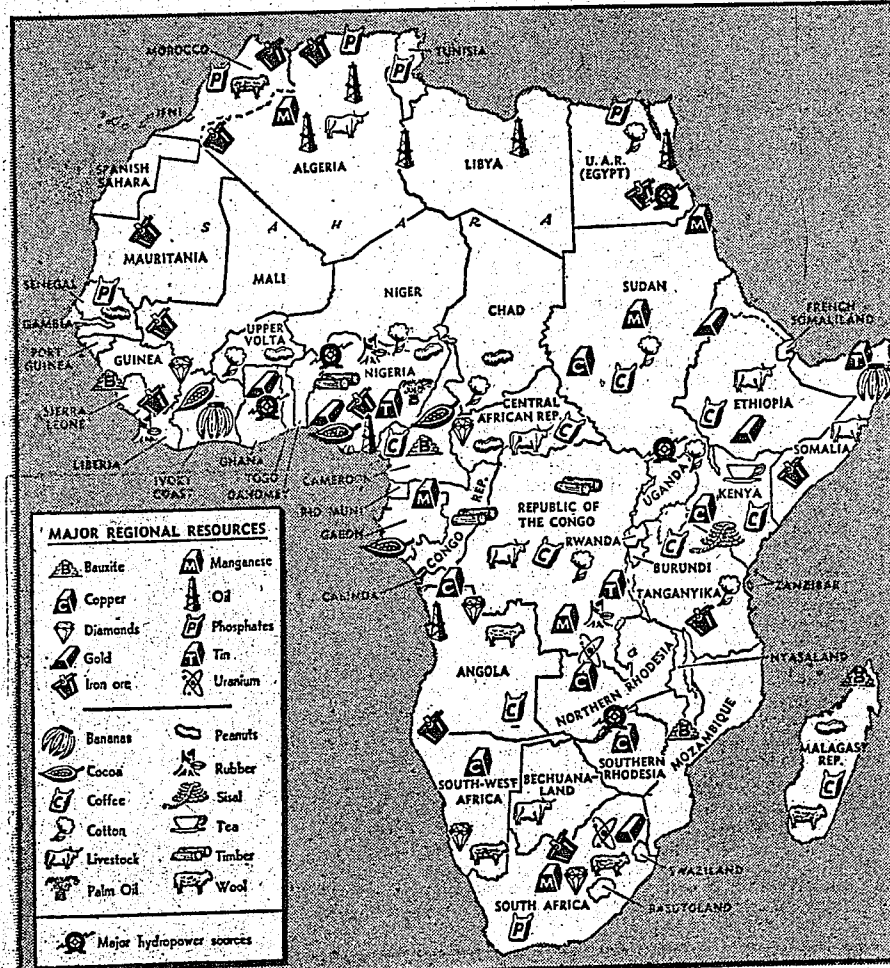 MOROCCO
TUNISIA
IFNI
ALGERIA
LIBYA
U.A.R.
(EGYPT)
SPANISH
SAHARA
S A H A R A
MAURITANIA
MALI
NIGER
CHAD
SUDAN
SENEGAL
GAMBIA
FRENCH
SOMALILAND
UPPER
VOLTA
PORT
GUINEA
GUINEA
NIGERIA
SIERRA
LEONE
CENTRAL
AFRICAN REP.
ETHIOPIA
LIBERIA
GHANA
SOMALIA
IVORY
COAST
TOGO
DAHOMEY
CAMEROON
UGANDA
KENYA
RIO MUNI
GABON
REP.
CONGO
REPUBLIC OF
THE CONGO
RWANDA
BURUNDI
CABINDA
TANGANYIKA
ZANZIBAR
ANGOLA
NORTHERN RHODESIA
NYASALAND
MOZAMBIQUE
MALAGASY
REP.
SOUTH-WEST
AFRICA
BECHUANA-
LAND
SOUTHERN
RHODESIA
SWAZILAND
SOUTH AFRICA
BASUTOLAND
MAJOR REGIONAL RESOURCES
B Bauxite
M Manganese
C Copper
Oil
Diamonds
P Phosphates
Gold
T Tin
Iron ore
Uranium
Bananas
Peanuts
Cocoa
Rubber
C Coffee
Sisal
Cotton
Tea
Livestock
Timber
Palm Oil
Wool
Major hydropower sources